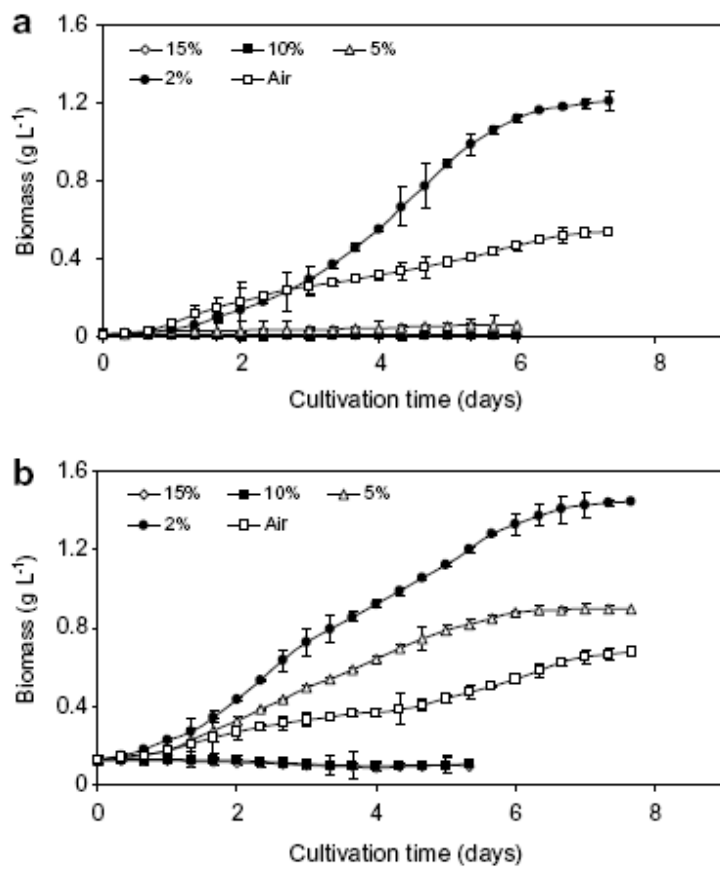 a
1.6
15% 10% 5%
2% Air
1.2
0.8
0.4
0
Biomass (g L-1)
0 2 4 6 8
Cultivation time (days)
b
1.6
15% 10% 5%
2% Air
1.2
0.8
0.4
0
Biomass (g L-1)
0 2 4 6 8
Cultivation time (days)